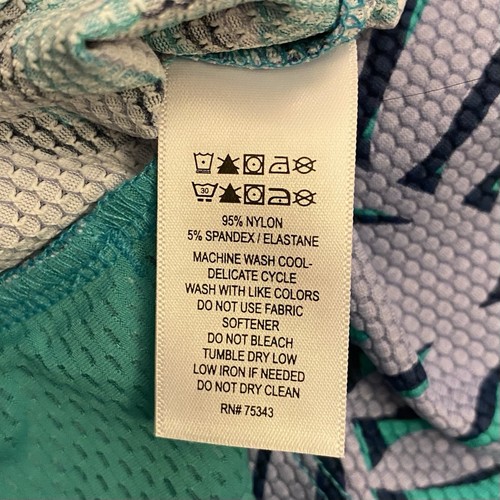 30
95% NYLON
5% SPANDEX / ELASTANE
MACHINE WASH COOL-
DELICATE CYCLE
WASH WITH LIKE COLORS
DO NOT USE FABRIC
SOFTENER
DO NOT BLEACH
TUMBLE DRY LOW
LOW IRON IF NEEDED
DO NOT DRY CLEAN
RN# 75343